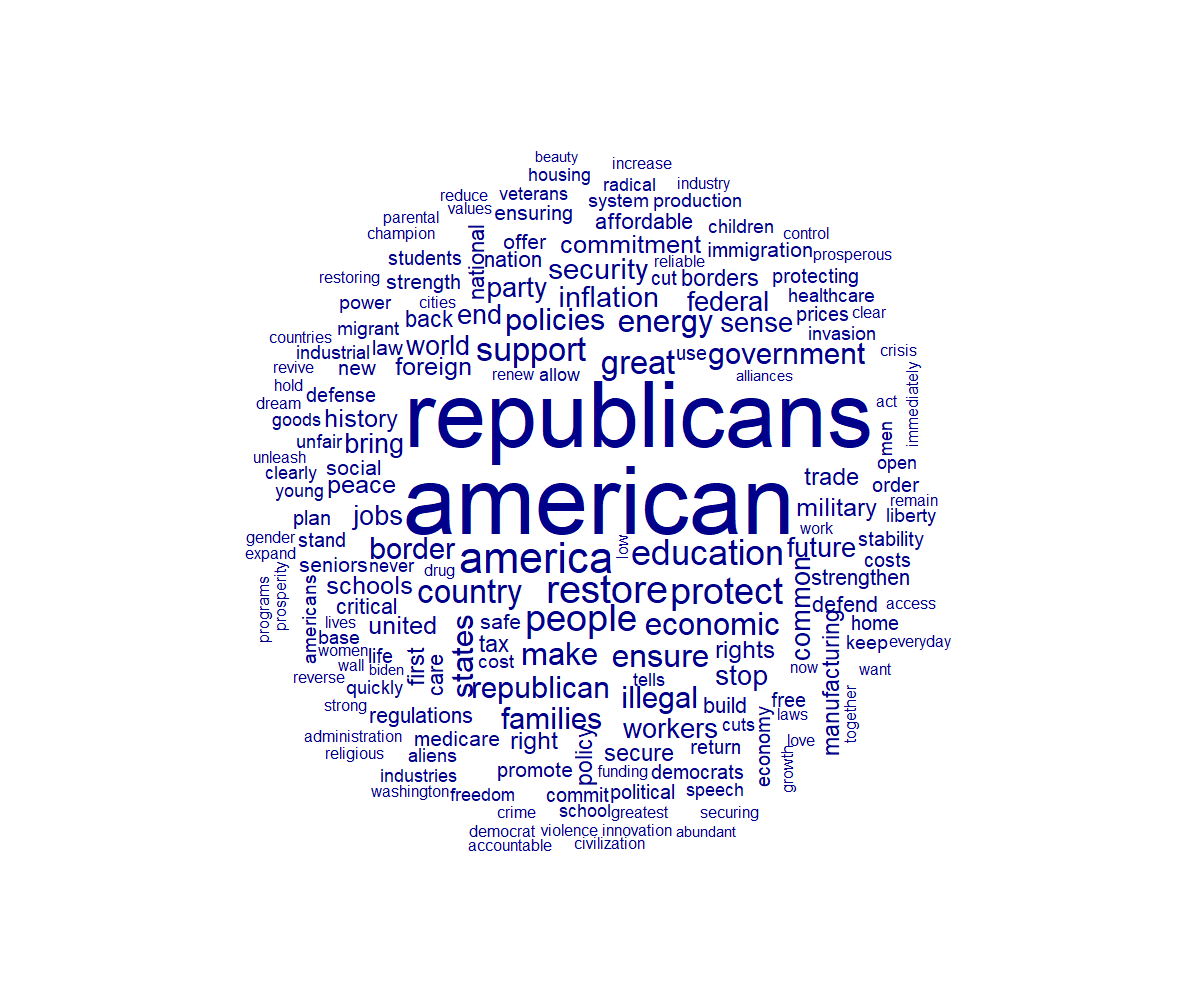 beauty
increase
housing
radical
industry
reduce
veterans
system
production
values
ensuring
parental
affordable
children
champion
control
national
offer
commitment
immigration
prosperous
students
nation
security
reliable
restoring
strength
party
cut
borders
protecting
power
cities
inflation
federal
healthcare
migrant
back
end
policies
energy
sense
prices
clear
countries
industrial
law
world
support
great
use
government
invasion
crisis
revive
new
foreign
renew
allow
alliances
immediately
hold
defense
republicans
act
dream
goods
history
men
unfair
bring
unleash
social
open
clearly
young
peace
american
trade
order
plan
jobs
military
remain
liberty
gender
stand
border
america
low
education
work
future
stability
expand
seniors
never
drug
costs
programs
prosperity
americans
schools
country
restore
protect
common
strengthen
critical
defend
access
lives
united
states
safe
people
economic
manufacturing
home
base
women
life
first
care
tax
make
ensure
rights
keep
everyday
wall
biden
cost
now
want
reverse
quickly
republican
tells
illegal
stop
strong
regulations
families
build
free
together
laws
administration
medicare
right
policy
workers
cuts
economy
love
religious
aliens
secure
return
growth
industries
promote
funding
democrats
washington
freedom
commit
political
speech
crime
school
greatest
securing
democrat
violence
innovation
abundant
accountable
civilization